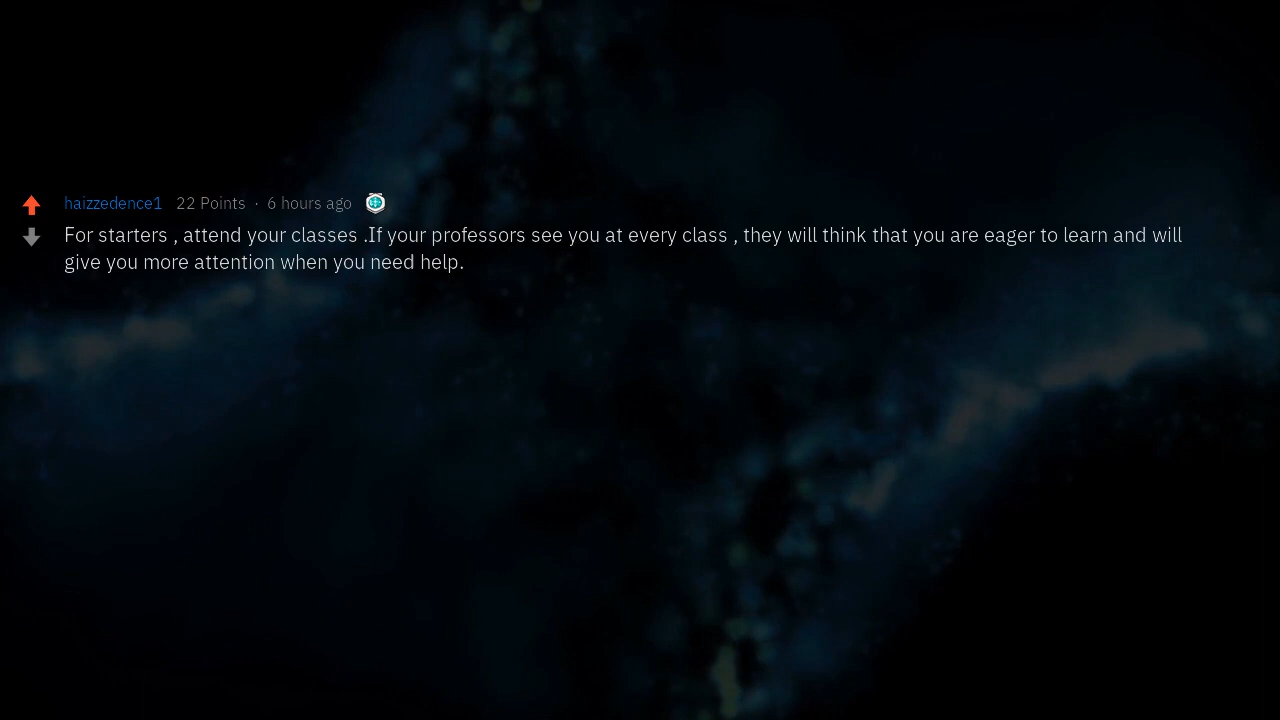 haizzedence1 22 Points · 6 hours ago
For starters , attend your classes .If your professors see you at every class , they will think that you are eager to learn and will
give you more attention when you need help.